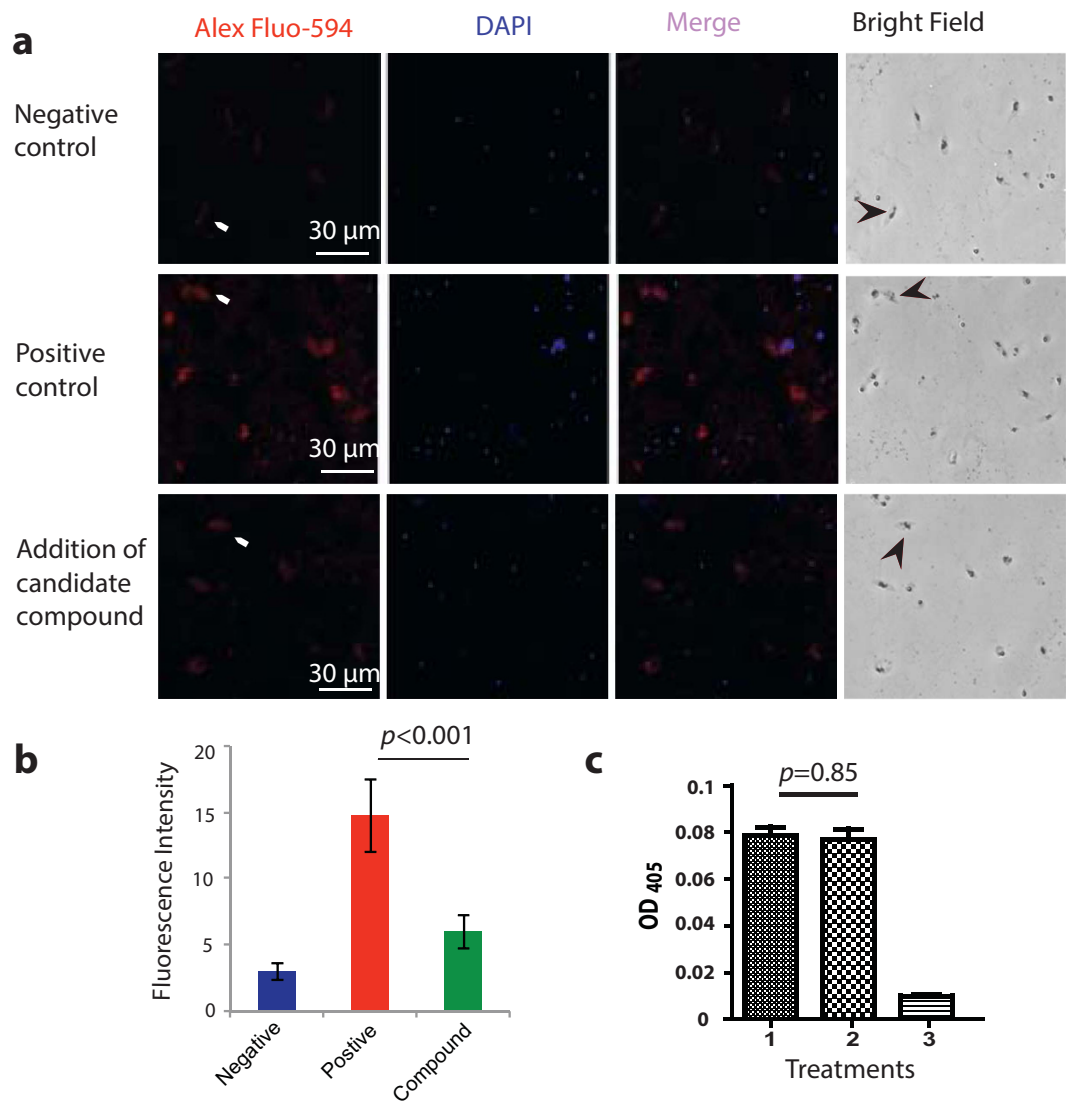 a
Alex Fluo-594
DAPI
Merge
Bright Field
Negative
control
30 µm
Positive
control
30 µm
Addition of
candidate
compound
30 µm
b
p<0.001
Fluorescence Intensity
20
15
10
5
0
Negative
Postive
Compound
c
p=0.85
OD 405
0.1
0.08
0.06
0.04
0.02
0
1 2 3
Treatments